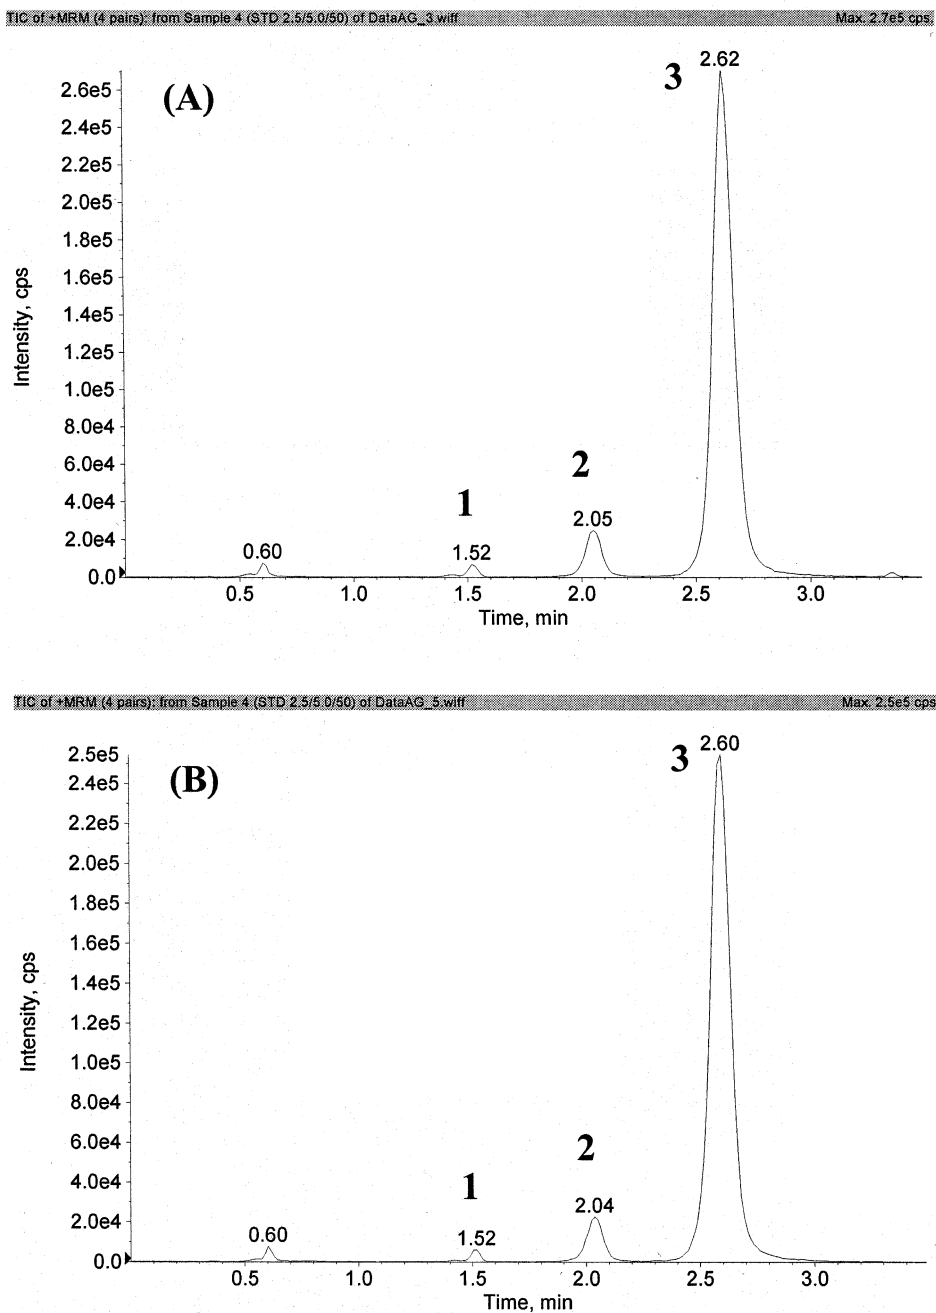 TIC of +MRM (4 pairs): from Sample 4 (STD 2.5/5.0/50) of DataAG_3.wiff Max. 2.7e5 cps.
(A)
3
2.62
2.6e5
2.4e5
2.2e5
2.0e5
1.8e5
1.6e5
1.4e5
1.2e5
1.0e5
8.0e4
6.0e4
4.0e4
2.0e4
0.0
Intensity, cps
0.60
1
1.52
2
2.05
0.5 1.0 1.5 2.0 2.5 3.0
Time, min
TIC of +MRM (4 pairs): from Sample 4 (STD 2.5/5.0/50) of DataAG_5.wiff Max. 2.5e5 cps
(B)
3
2.60
2.5e5
2.4e5
2.2e5
2.0e5
1.8e5
1.6e5
1.4e5
1.2e5
1.0e5
8.0e4
6.0e4
4.0e4
2.0e4
0.0
Intensity, cps
0.60
1
1.52
2
2.04
0.5 1.0 1.5 2.0 2.5 3.0
Time, min